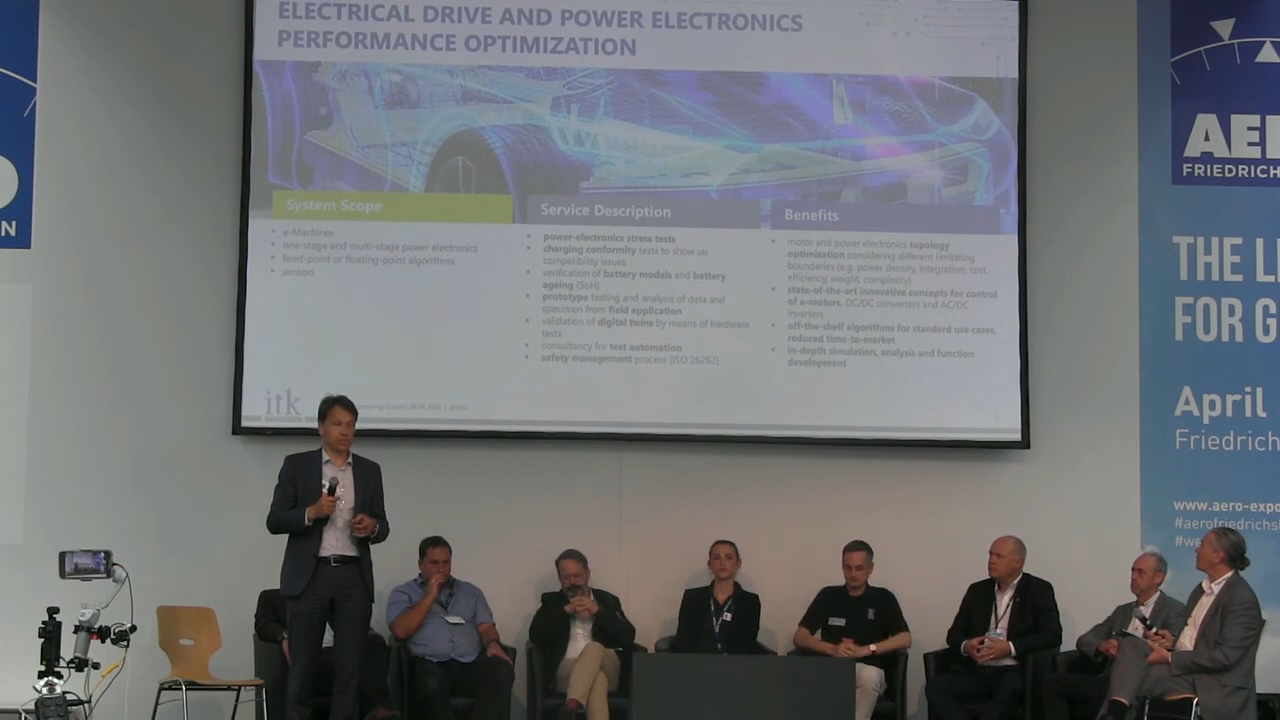 ELECTRICAL DRIVE AND POWER ELECTRONICS
PERFORMANCE OPTIMIZATION
System Scope
e-Machines
one-stage and multi-stage power electronics
fixed-point or floating-point algorithms
sensors
Service Description
power-electronics stress tests
charging conformity tests to show up
compatibility issues
verification of battery models and battery
ageing (SoH)
prototype testing and analysis of data and
specimen from field application
validation of digital twins by means of hardware
tests
consultancy for test automation
safety management process (ISO 26262)
Benefits
motor and power electronics topology
optimization considering different limitating
boundaries (e.g. power density, integration, cost,
efficiency, weight, complexity)
state-of-the-art innovative concepts for control
of e-motors, DC/DC converters and AC/DC
inverters
off-the-shelf algorithms for standard use cases,
reduced time-to-market
in-depth simulation, analysis and function
development
itk
| public
O
N
AE
FRIEDRICHS
THE L
FOR G
April
Friedrich
www.aero-expo
#aerofriedrichs
#we